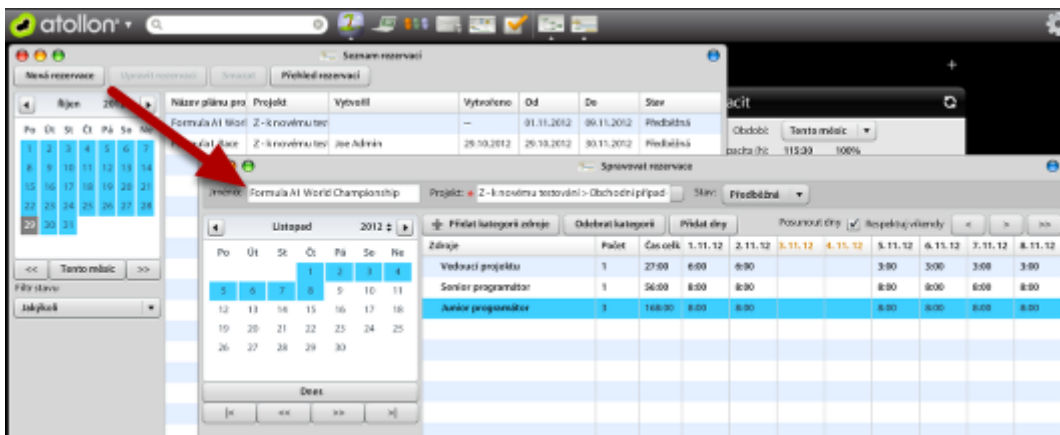 atollon
Seznam rezervací
Nová rezervace Upravit rezervaci Smazat Přehled rezervací
Říjen
Po Út St Čt Pá So Ne
1 2 3 4 5 6 7
8 9 10 11 12 13 14
15 16 17 18 19 20 21
22 23 24 25 26 27 28
29 30 31
<< Tento měsíc >>
Filtr stavu
Jakýkoli
Název plánu pro Projekt Vytvořil Vytvořeno Od Do Stav
Formula A1 Worl Z - k novému tes — 01.11.2012 09.11.2012 Předběžná
Z - k novému tes Joe Admin 29.10.2012 29.10.2012 30.11.2012 Předběžná
acit
Období: Tento měsíc
115:30 100%
Spravovat rezervace
Jméno: Formula A1 World Championship Projekt: Z - k novému testování > Obchodní případ Stav: Předběžná
Listopad 2012
Po Út St Čt Pá So Ne
1 2 3 4
5 6 7 8 9 10 11
12 13 14 15 16 17 18
19 20 21 22 23 24 25
26 27 28 29 30
Dnes
|< << >> >|
Přidat kategorii zdroje Odebrat kategorii Přidat dny Posunout dny Respektuj víkendy < > >>
Zdroje Počet Čas celk 1.11.12 2.11.12 3.11.12 4.11.12 5.11.12 6.11.12 7.11.12 8.11.12
Vedoucí projektu 1 27:00 6:00 6:00 3:00 3:00 3:00 3:00
Senior programátor 1 56:00 8:00 8:00 8:00 8:00 8:00 8:00
Junior programátor 3 168:00 8:00 8:00 8:00 8:00 8:00 8:00